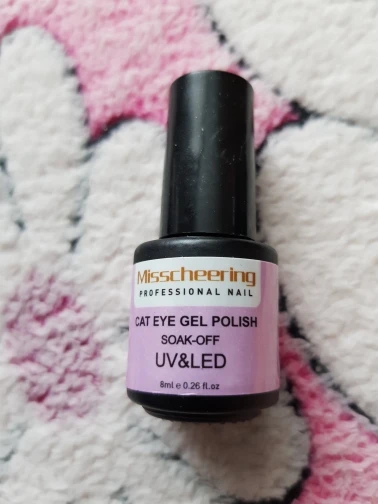 Misscheering
PROFESSIONAL NAIL
CAT EYE GEL POLISH
SOAK-OFF
UV&LED
8ml e 0.26 fl.oz